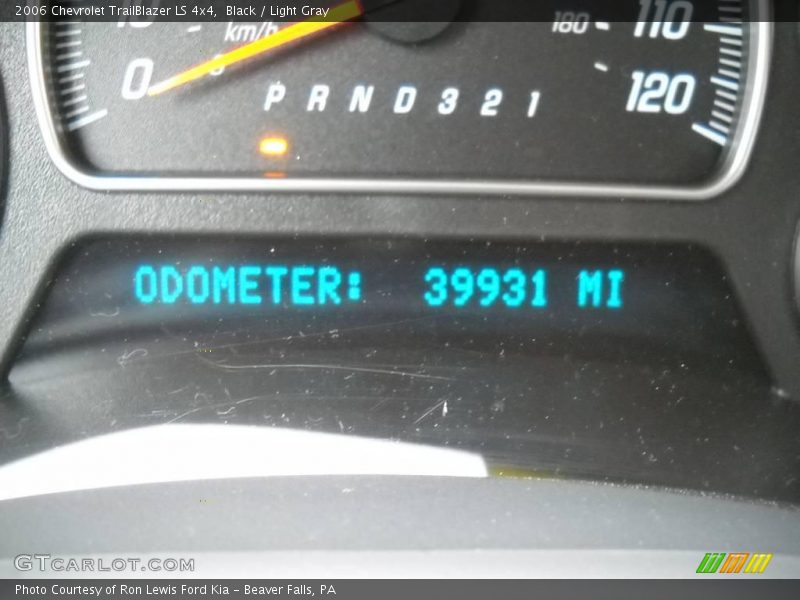 2006 Chevrolet TrailBlazer LS 4x4, Black / Light Gray
km/h
180
110
0
120
P R N D 3 2 1
ODOMETER: 39931 MI
GTCARLOT.COM
Photo Courtesy of Ron Lewis Ford Kia – Beaver Falls, PA